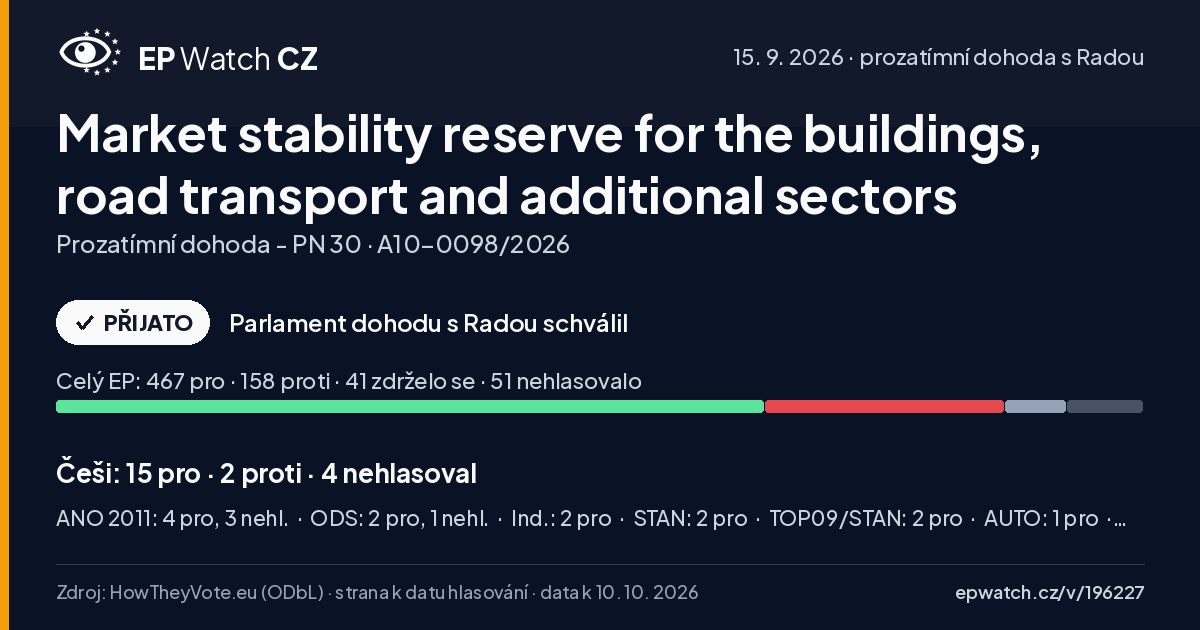 EP Watch CZ
15. 9. 2026 · prozatímní dohoda s Radou
Market stability reserve for the buildings,
road transport and additional sectors
Prozatímní dohoda – PN 30 · A10–0098/2026
✓ PŘIJATO
Parlament dohodu s Radou schválil
Celý EP: 467 pro · 158 proti · 41 zdrželo se · 51 nehlasovalo
Češi: 15 pro · 2 proti · 4 nehlasoval
ANO 2011: 4 pro, 3 nehl. · ODS: 2 pro, 1 nehl. · Ind.: 2 pro · STAN: 2 pro · TOP09/STAN: 2 pro · AUTO: 1 pro ·…
Zdroj: HowTheyVote.eu (ODbL) · strana k datu hlasování · data k 10. 10. 2026
epwatch.cz/v/196227